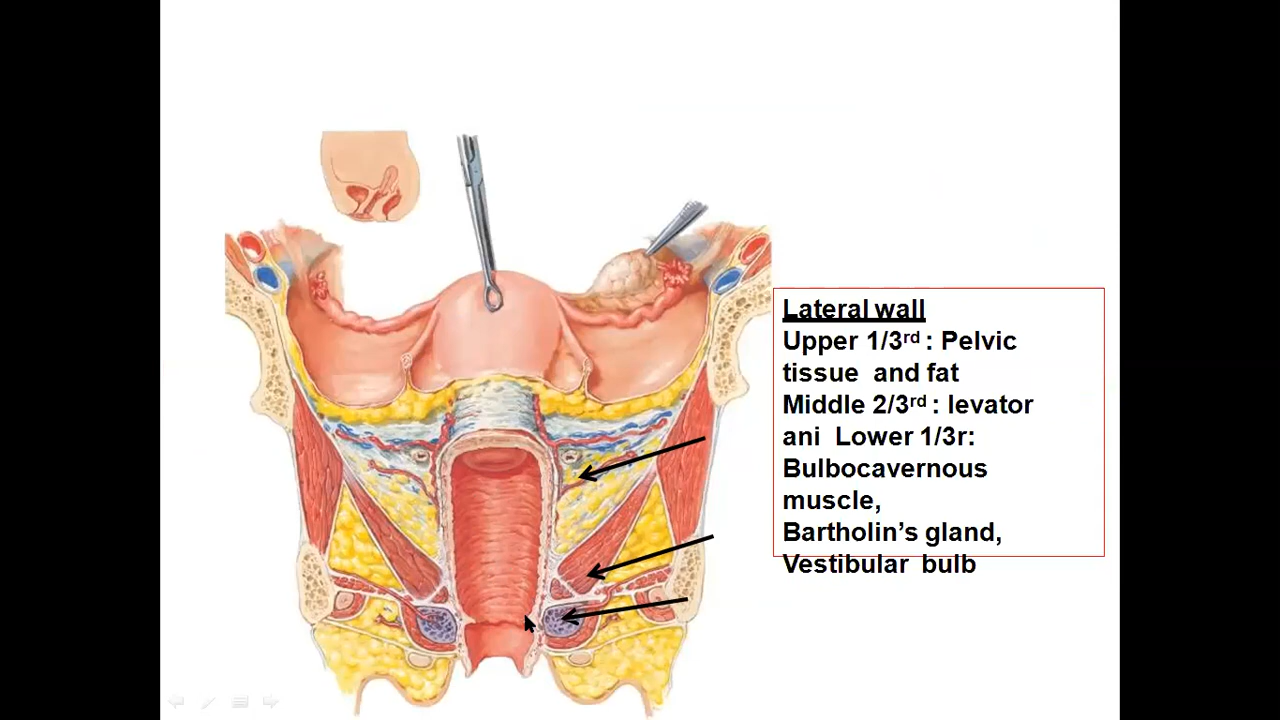 Lateral wall
Upper 1/3rd : Pelvic
tissue and fat
Middle 2/3rd : levator
ani Lower 1/3r:
Bulbocavernous
muscle,
Bartholin’s gland,
Vestibular bulb